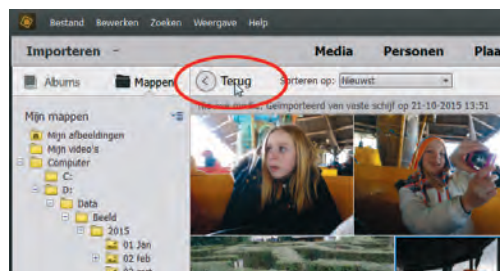 Bestand Bewerken Zoeken Weergave Help
Importeren Media Personen Plaa
Albums Mappen Terug Sorteren op: Nieuwst
media, Geïmporteerd van vaste schijf op 21-10-2015 13:51
Mijn mappen
Mijn afbeeldingen
Mijn video's
Computer
C:
D:
Data
Beeld
2015
01 Jan
02 feb